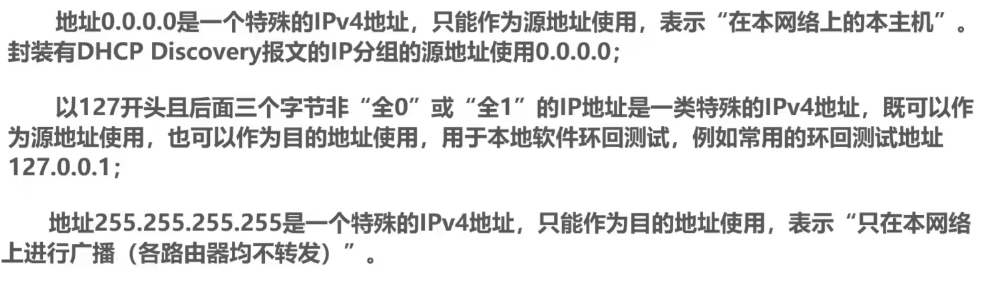 地址0.0.0.0是一个特殊的IPv4地址，只能作为源地址使用，表示“在本网络上的本主机”。
封装有DHCP Discovery报文的IP分组的源地址使用0.0.0.0；
以127开头且后面三个字节非“全0”或“全1”的IP地址是一类特殊的IPv4地址，既可以作
为源地址使用，也可以作为目的地址使用，用于本地软件环回测试，例如常用的环回测试地址
127.0.0.1；
地址255.255.255.255是一个特殊的IPv4地址，只能作为目的地址使用，表示“只在本网络
上进行广播（各路由器均不转发）”。